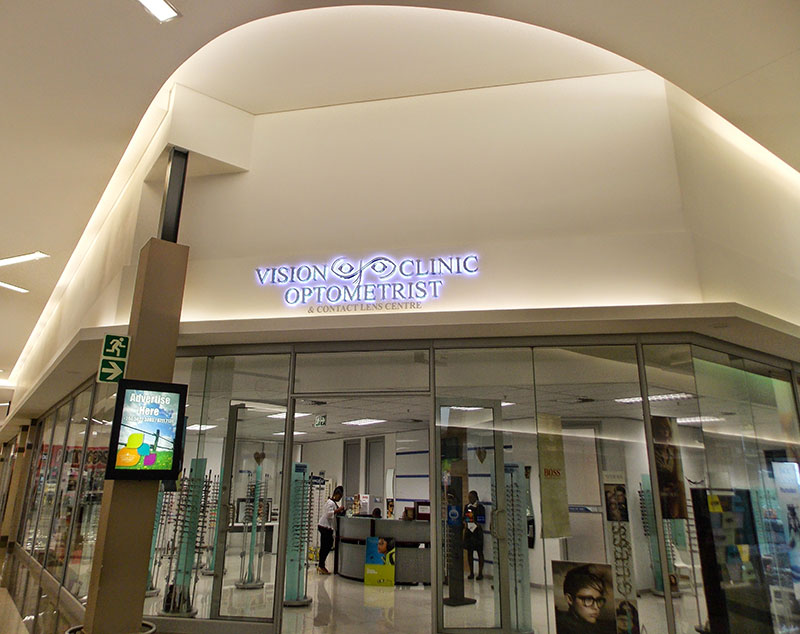 VISION CLINIC
OPTOMETRIST
& CONTACT LENS CENTRE
Advertise
Here
BOSS